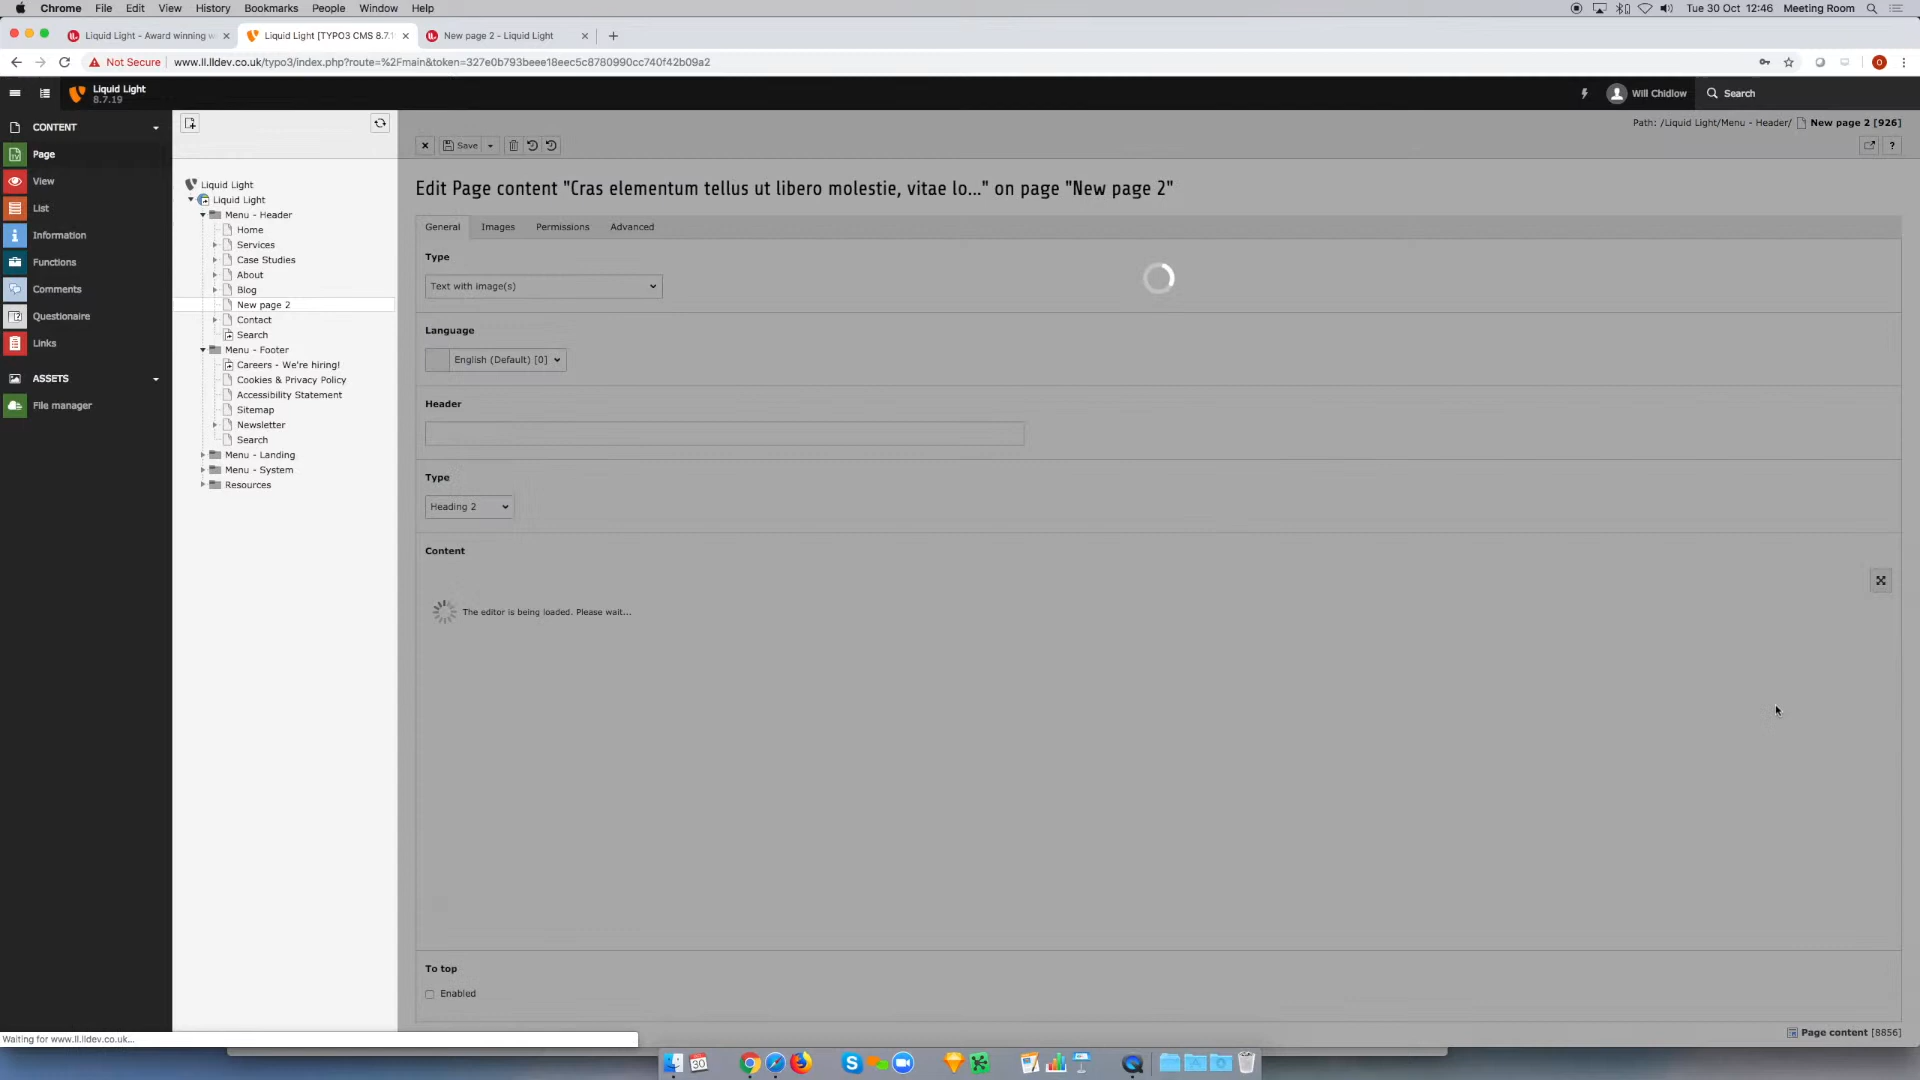 Chrome File Edit View History Bookmarks People Window Help Tue 30 Oct 12:46 Meeting Room
Liquid Light - Award winning w Liquid Light [TYPO3 CMS 8.7.1 New page 2 - Liquid Light
Not Secure www.ll.lldev.co.uk/typo3/index.php?route=%2Fmain&token=327e0b793beee18eec5c8780990cc740f42b09a2
Liquid Light
8.7.19
Will Chidlow
Search
CONTENT
Page
View
List
Information
Functions
Comments
Questionaire
Links
ASSETS
File manager
Liquid Light
Liquid Light
Menu - Header
Home
Services
Case Studies
About
Blog
New page 2
Contact
Search
Menu - Footer
Careers - We're hiring!
Cookies & Privacy Policy
Accessibility Statement
Sitemap
Newsletter
Search
Menu - Landing
Menu - System
Resources
Path: /Liquid Light/Menu - Header/ New page 2 [926]
Save
?
Edit Page content "Cras elementum tellus ut libero molestie, vitae lo..." on page "New page 2"
General Images Permissions Advanced
Type
Text with image(s)
Language
English (Default) [0]
Header
Type
Heading 2
Content
The editor is being loaded. Please wait...
To top
Enabled
Page content [8856]
Waiting for www.ll.lldev.co.uk...
30